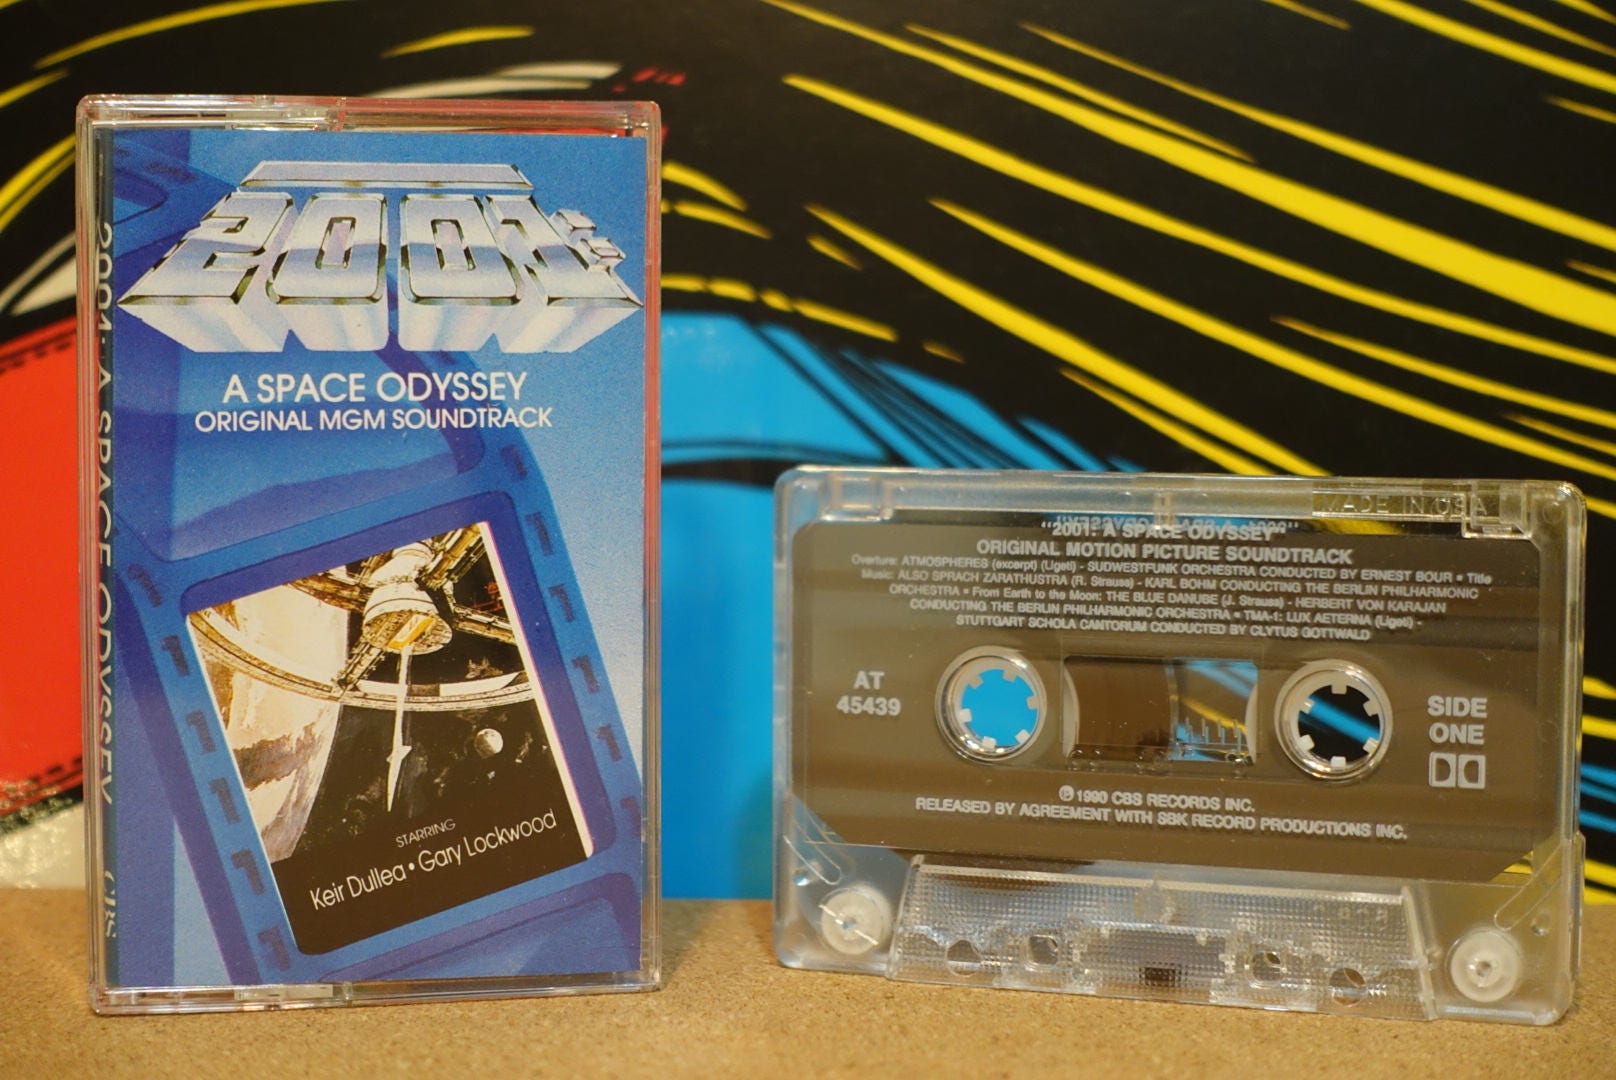 2001:
A SPACE ODYSSEY
ORIGINAL MGM SOUNDTRACK
STARRING
Keir Dullea • Gary Lockwood
2001: A SPACE ODYSSEY CBS
MADE IN USA
"2001: A SPACE ODYSSEY"
ORIGINAL MOTION PICTURE SOUNDTRACK
Overture: ATMOSPHERES (excerpt) (Ligeti) - SUDWESTFUNK ORCHESTRA CONDUCTED BY ERNEST BOUR • Title
Music: ALSO SPRACH ZARATHUSTRA (R. Strauss) - KARL BOHM CONDUCTING THE BERLIN PHILHARMONIC
ORCHESTRA • From Earth to the Moon: THE BLUE DANUBE (J. Strauss) - HERBERT VON KARAJAN
CONDUCTING THE BERLIN PHILHARMONIC ORCHESTRA • TMA-1: LUX AETERNA (Ligeti) -
STUTTGART SCHOLA CANTORUM CONDUCTED BY CLYTUS GOTTWALD
AT
45439
SIDE
ONE
℗ 1990 CBS RECORDS INC.
RELEASED BY AGREEMENT WITH SBK RECORD PRODUCTIONS INC.